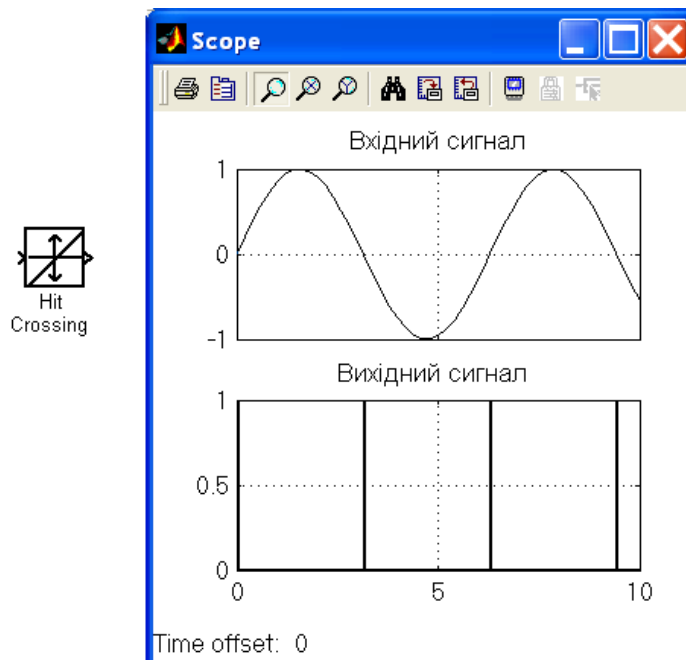 Scope
Вхідний сигнал
1
0
-1
Hit
Crossing
Вихідний сигнал
1
0.5
0
0
5
10
Time offset: 0